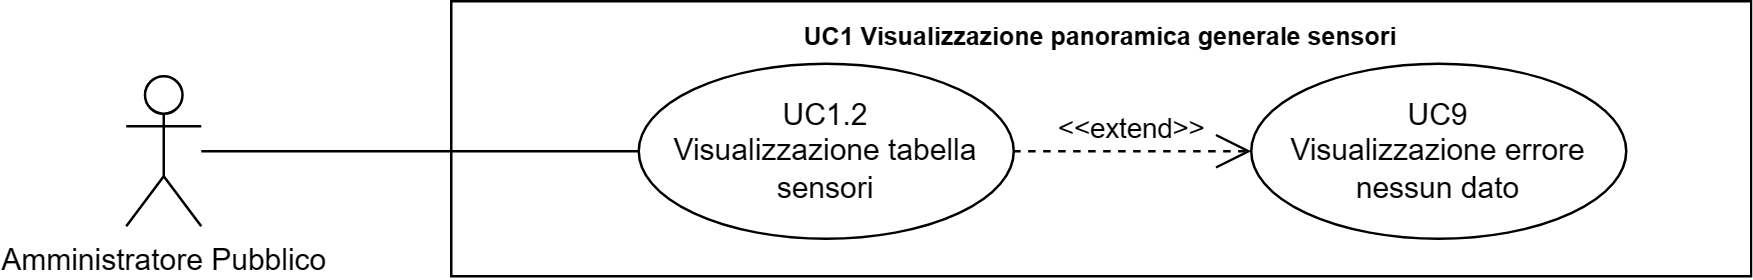 UC1 Visualizzazione panoramica generale sensori
UC1.2
Visualizzazione tabella
sensori
<<extend>>
UC9
Visualizzazione errore
nessun dato
Amministratore Pubblico